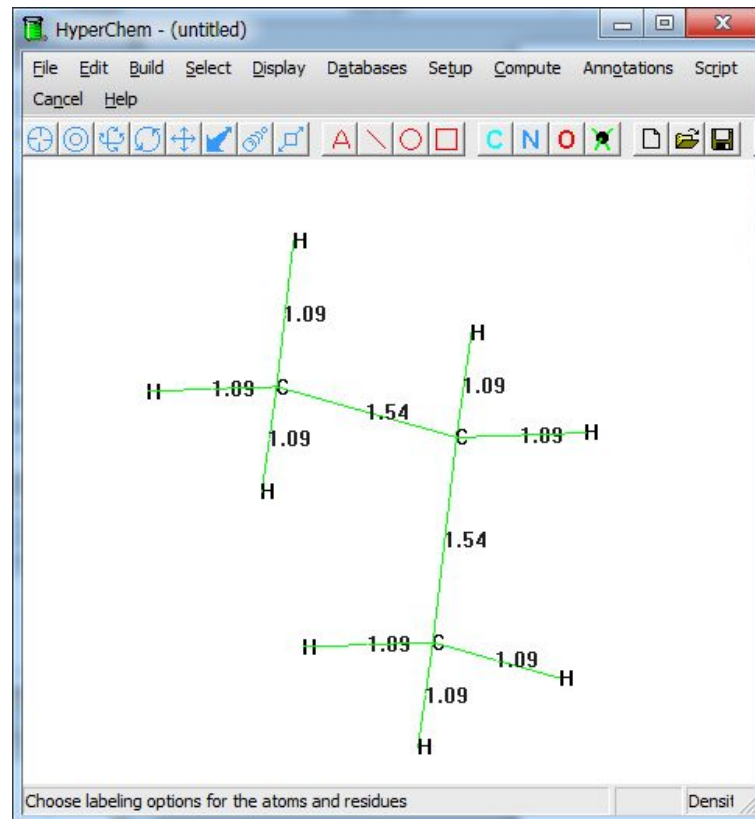 HyperChem - (untitled)
File Edit Build Select Display Databases Setup Compute Annotations Script
Cancel Help
A C N O
H
1.09
H
H 1.09 C
1.09
1.54
1.09
C 1.09 H
H
1.54
H 1.09 C
1.09
H
1.09
H
Choose labeling options for the atoms and residues